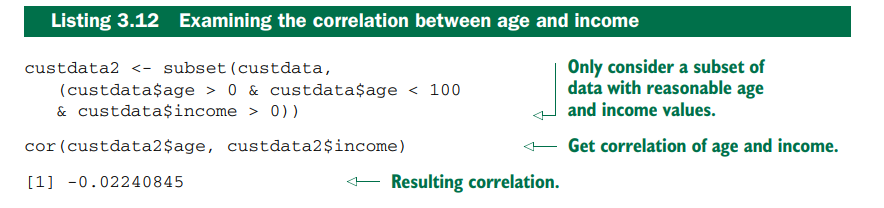 Listing 3.12 Examining the correlation between age and income
custdata2 <- subset(custdata,
(custdata$age > 0 & custdata$age < 100
& custdata$income > 0))
Only consider a subset of
data with reasonable age
and income values.
cor(custdata2$age, custdata2$income)
Get correlation of age and income.
[1] -0.02240845
Resulting correlation.